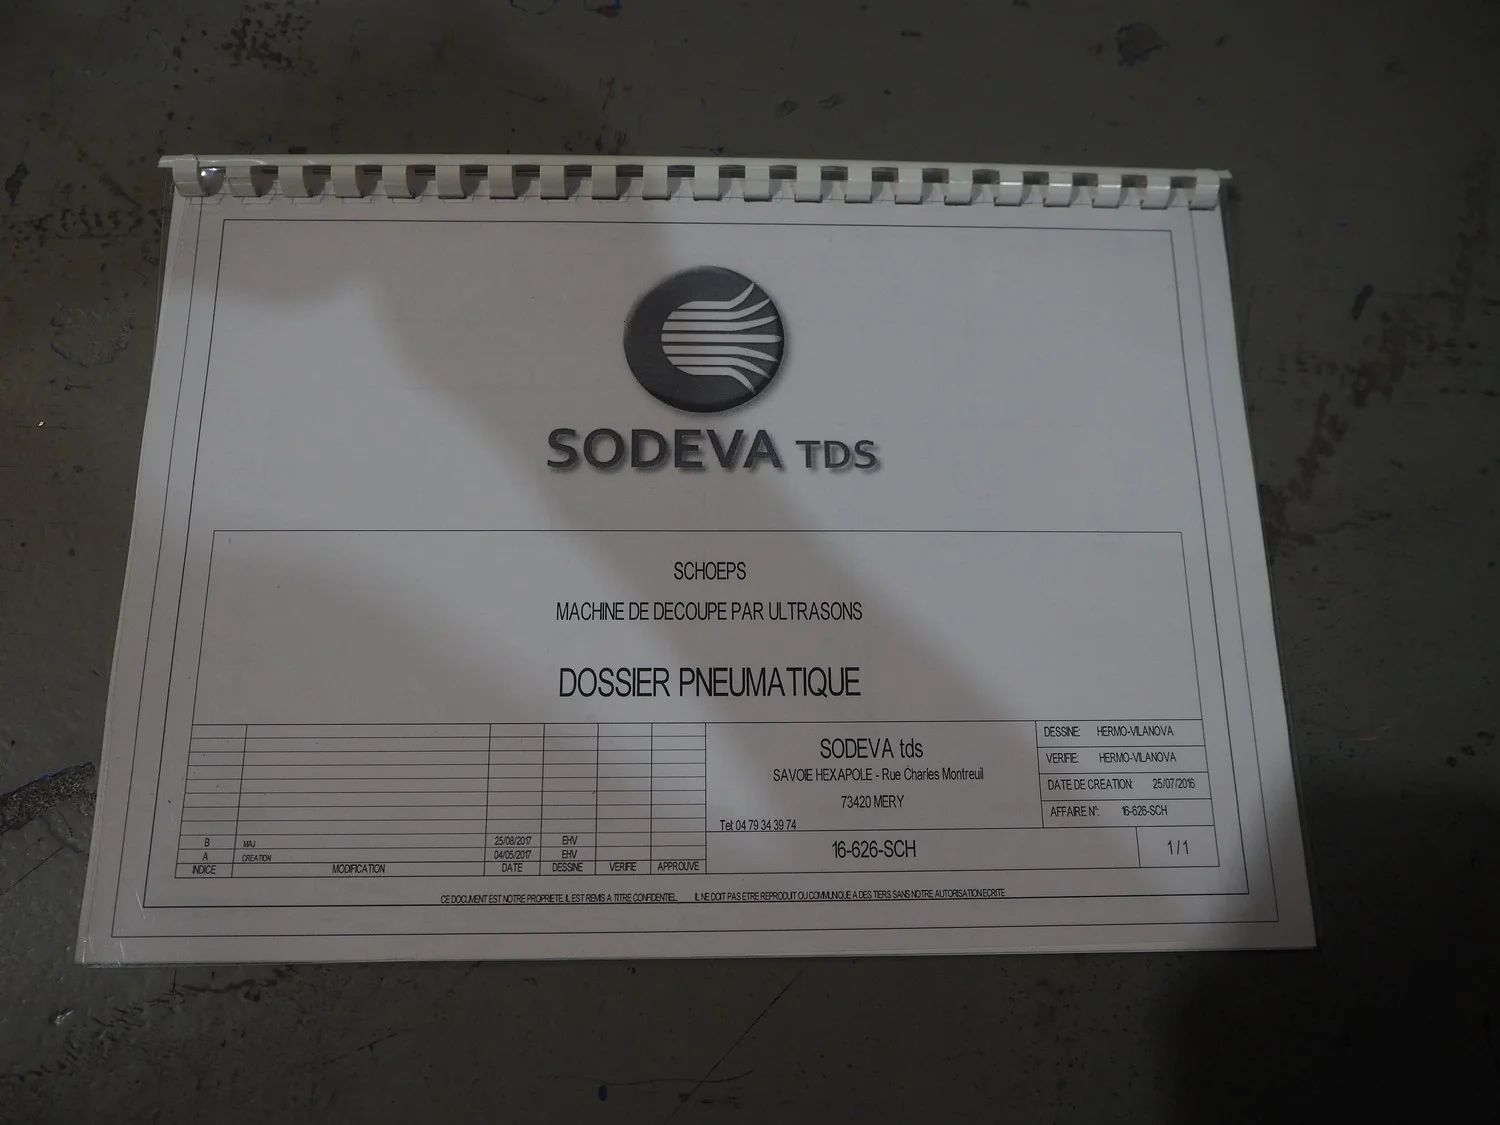 SODEVA TDS
SCHOEPS
MACHINE DE DECOUPE PAR ULTRASONS
DOSSIER PNEUMATIQUE
SODEVA tds
SAVOIE HEXAPOLE - Rue Charles Montreuil
73420 MERY
Tel: 04 79 34 39 74
16-626-SCH
1 / 1
DESSINE: HERMO-VILANOVA
VERIFIE: HERMO-VILANOVA
DATE DE CREATION: 25/07/2016
AFFAIRE N°: 16-626-SCH
B MAJ 25/08/2017 EHV
A CREATION 04/05/2017 EHV
INDICE MODIFICATION DATE DESSINE VERIFIE APPROUVE
CE DOCUMENT EST NOTRE PROPRIETE. IL EST REMIS A TITRE CONFIDENTIEL. IL NE DOIT PAS ETRE REPRODUIT OU COMMUNIQUE A DES TIERS SANS NOTRE AUTORISATION ECRITE